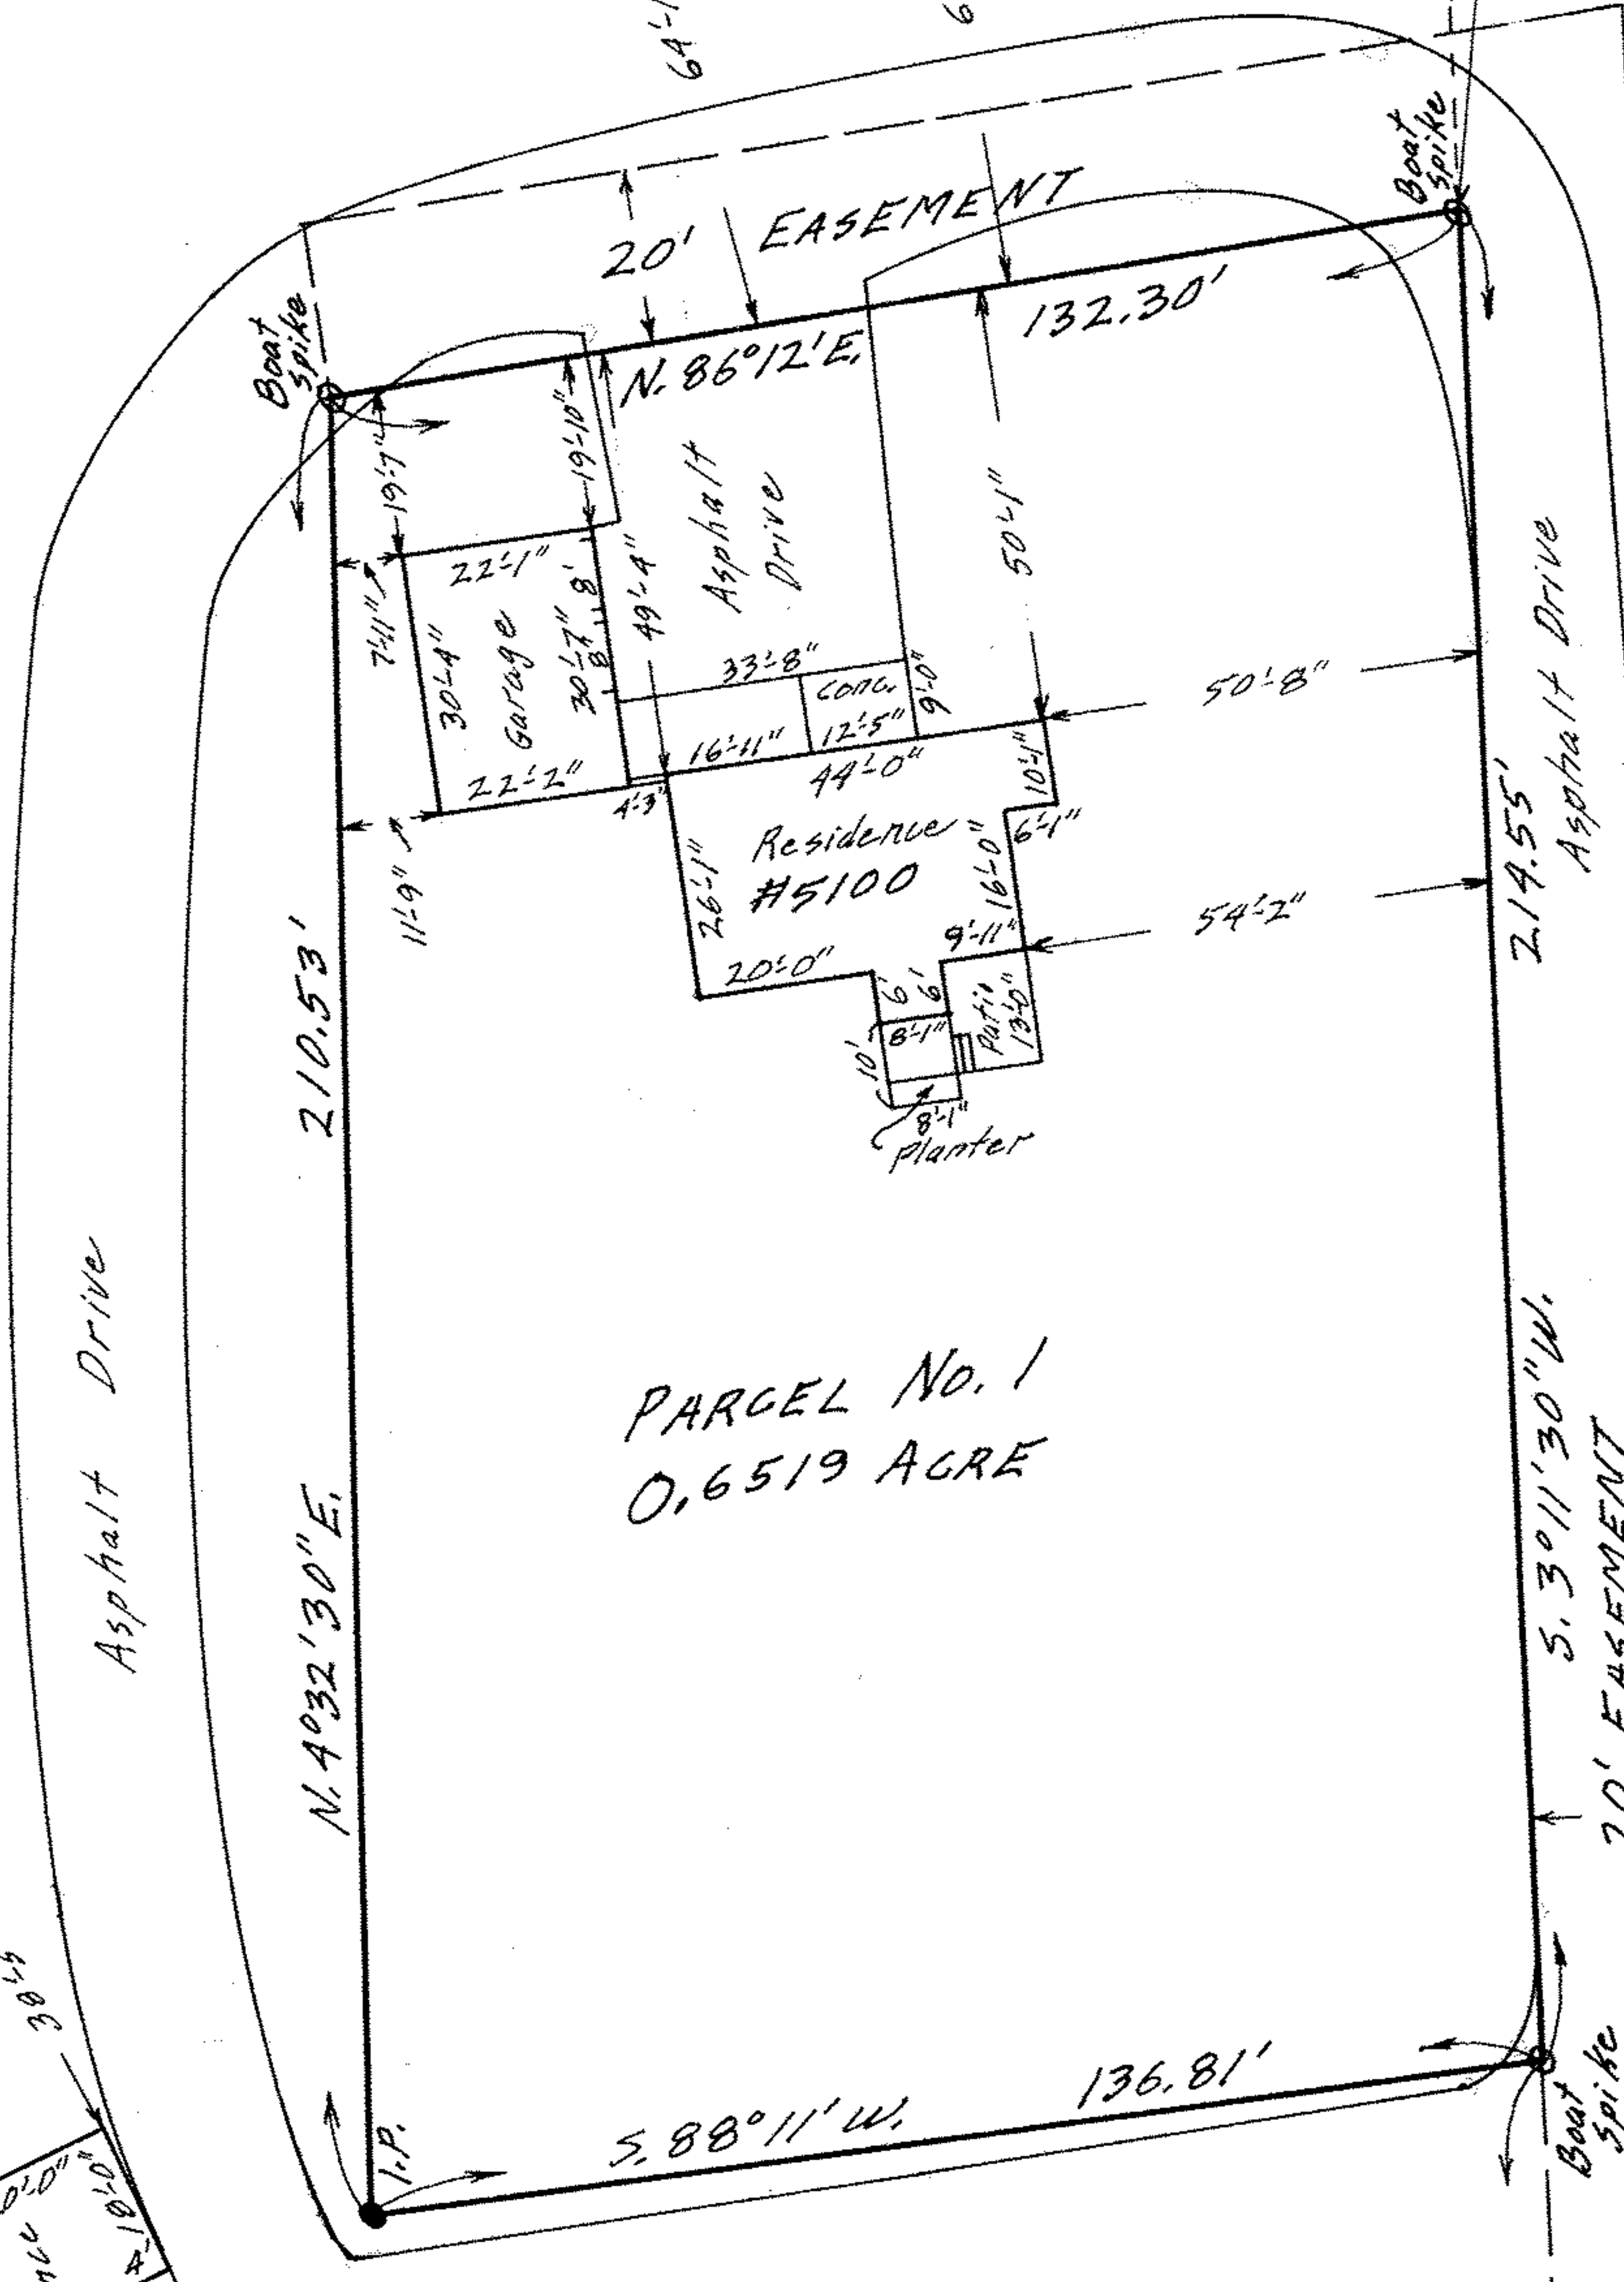 Boat
Spike
20'
EASEMENT
Boat
Spike
N. 86°12'E.
132.30'
19'-7"
19'-10"
Asphalt
Drive
50'-1"
22'-1"
7'-11"
30'-4"
Garage
30'-7"
8'
8'
49'-4"
33'-8"
Conc.
9'-0"
16'-11"
12'-5"
50'-8"
Asphalt Drive
22'-2"
4'-3"
44'-0"
10'-1"
6'-1"
11'-9"
Residence
#5100
16'-0"
26'-1"
9'-11"
54'-2"
20'-0"
6'
6'
8'-1"
10'
Patio
13'-0"
8'-1"
Planter
210.53'
214.55'
Asphalt Drive
PARCEL No. 1
0.6519 ACRE
N. 4°32'30"E.
S. 3°11'30"W.
20' EASEMENT
I.P.
S. 88°11' W.
136.81'
Boat
Spike
18'-0"